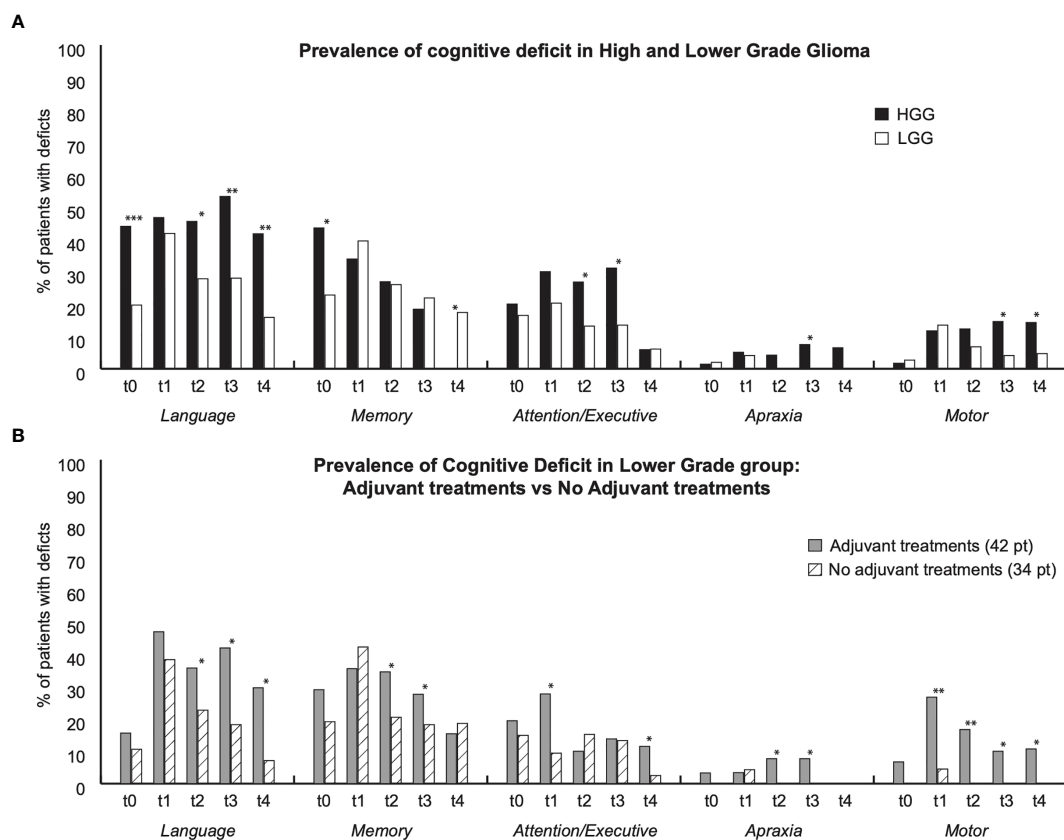 A
Prevalence of cognitive deficit in High and Lower Grade Glioma
% of patients with deficts
100
90
80
70
60
50
40
30
20
10
0
HGG
LGG
*** * ** **
* *
* *
*
* *
t0 t1 t2 t3 t4 t0 t1 t2 t3 t4 t0 t1 t2 t3 t4 t0 t1 t2 t3 t4 t0 t1 t2 t3 t4
Language Memory Attention/Executive Apraxia Motor
B
Prevalence of Cognitive Deficit in Lower Grade group:
Adjuvant treatments vs No Adjuvant treatments
% of patients with deficts
100
90
80
70
60
50
40
30
20
10
0
Adjuvant treatments (42 pt)
No adjuvant treatments (34 pt)
* * *
* *
* *
* *
** ** * *
t0 t1 t2 t3 t4 t0 t1 t2 t3 t4 t0 t1 t2 t3 t4 t0 t1 t2 t3 t4 t0 t1 t2 t3 t4
Language Memory Attention/Executive Apraxia Motor